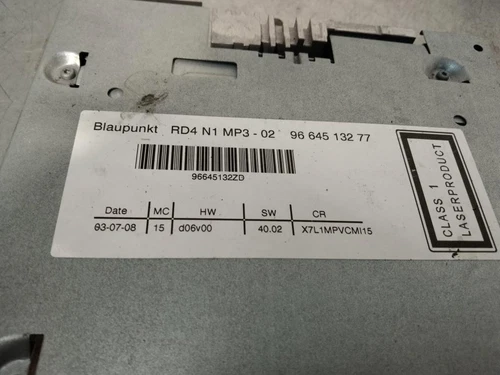 Blaupunkt RD4 N1 MP3 - 02 96 645 132 77
96645132ZD
Date MC HW SW CR
93-07-08 15 d06v00 40.02 X7L1MPVCMI15
CLASS 1
LASERPRODUCT